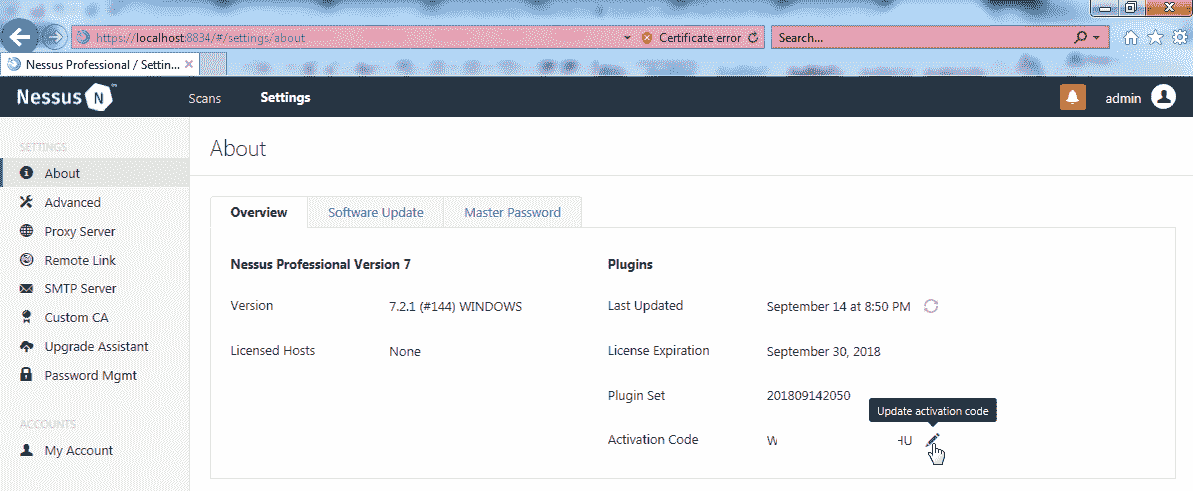 https://localhost:8834/#/settings/about
Certificate error
Search...
Nessus Professional / Settin...
Nessus N
Scans
Settings
admin
SETTINGS
About
Advanced
Proxy Server
Remote Link
SMTP Server
Custom CA
Upgrade Assistant
Password Mgmt
ACCOUNTS
My Account
About
Overview
Software Update
Master Password
Nessus Professional Version 7
Version
7.2.1 (#144) WINDOWS
Licensed Hosts
None
Plugins
Last Updated
September 14 at 8:50 PM
License Expiration
September 30, 2018
Plugin Set
201809142050
Update activation code
Activation Code
W HU